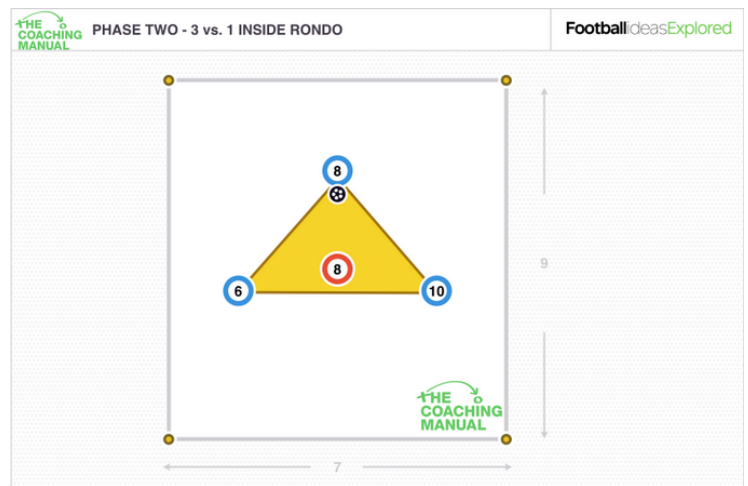 THE
COACHING
MANUAL
PHASE TWO - 3 vs. 1 INSIDE RONDO
FootballIdeasExplored
8
8
6
10
9
THE
COACHING
MANUAL
7